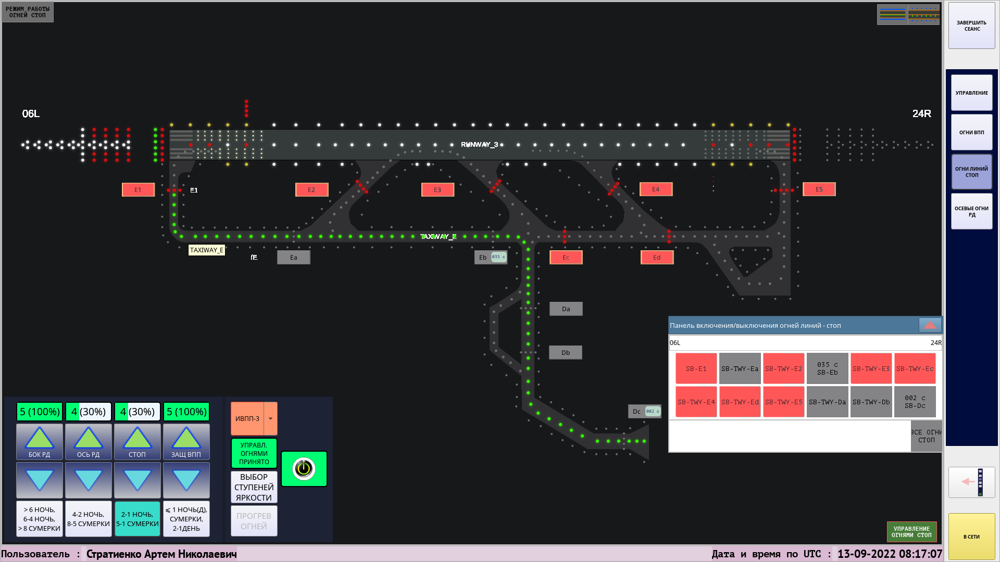 РЕЖИМ РАБОТЫ
ОГНЕЙ СТОП
ЗАВЕРШИТЬ
СЕАНС
УПРАВЛЕНИЕ
ОГНИ ВПП
ОГНИ ЛИНИЙ
СТОП
ОСЕВЫЕ ОГНИ
РД
06L
24R
RUNWAY_3
E1
E1
E2
E3
E4
E5
TAXIWAY_E
TAXIWAY_E
Ea
Eb
035 c
Ec
Ed
Da
Db
Dc
002 c
Панель включения/выключения огней линий - стоп
06L
24R
SB-E1
SB-TWY-Ea
SB-TWY-E2
035 c
SB-Eb
SB-TWY-E3
SB-TWY-Ec
SB-TWY-E4
SB-TWY-Ed
SB-TWY-E5
SB-TWY-Da
SB-TWY-Db
002 c
SB-Dc
ВСЕ ОГНИ
СТОП
5 (100%)
4 (30%)
4 (30%)
5 (100%)
БОК РД
ОСЬ РД
СТОП
ЗАЩ ВПП
> 6 НОЧЬ,
6-4 НОЧЬ,
> 8 СУМЕРКИ
4-2 НОЧЬ,
8-5 СУМЕРКИ
2-1 НОЧЬ,
5-1 СУМЕРКИ
⩽ 1 НОЧЬ(Д),
СУМЕРКИ,
2-1ДЕНЬ
ИВПП-3
УПРАВЛ.
ОГНЯМИ
ПРИНЯТО
ВЫБОР
СТУПЕНЕЙ
ЯРКОСТИ
ПРОГРЕВ
ОГНЕЙ
УПРАВЛЕНИЕ
ОГНЯМИ СТОП
В СЕТИ
Пользователь : Стратиенко Артем Николаевич
Дата и время по UTC : 13-09-2022 08:17:07